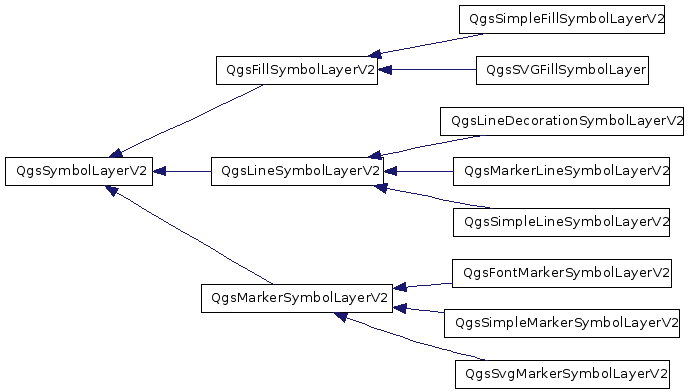 QgsSimpleFillSymbolLayerV2
QgsFillSymbolLayerV2
QgsSVGFillSymbolLayer
QgsLineDecorationSymbolLayerV2
QgsSymbolLayerV2
QgsLineSymbolLayerV2
QgsMarkerLineSymbolLayerV2
QgsSimpleLineSymbolLayerV2
QgsFontMarkerSymbolLayerV2
QgsMarkerSymbolLayerV2
QgsSimpleMarkerSymbolLayerV2
QgsSvgMarkerSymbolLayerV2